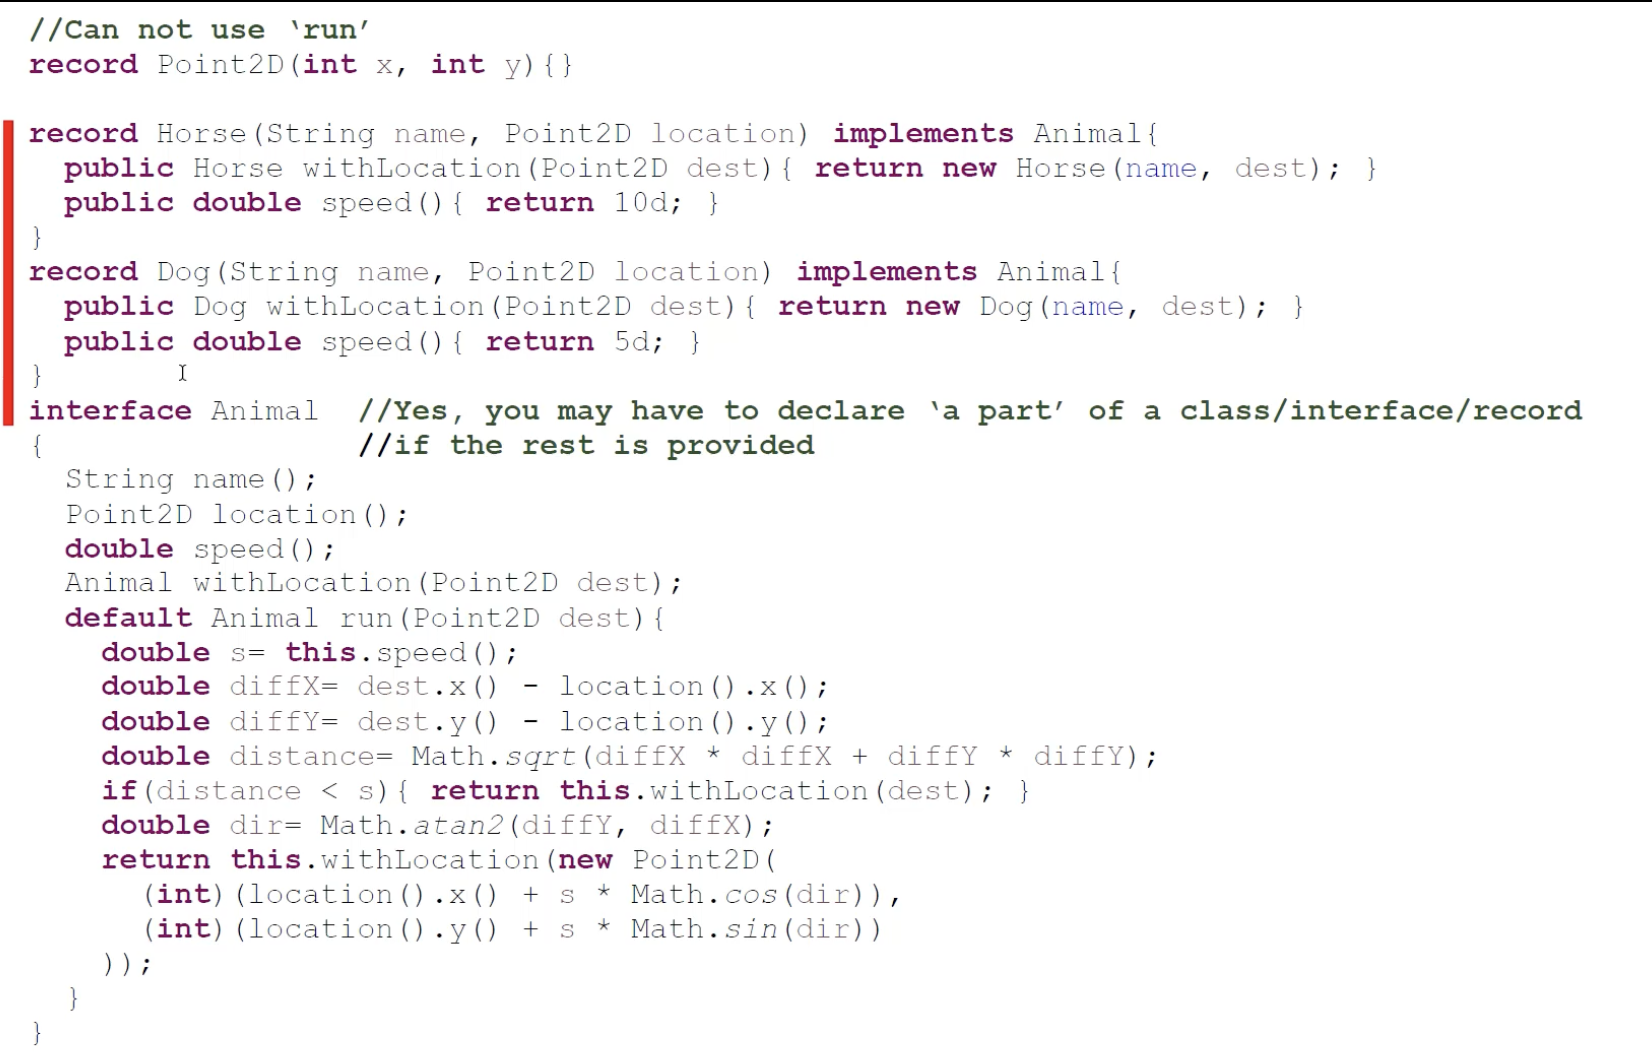 //Can not use ‘run’
record Point2D(int x, int y){}
record Horse(String name, Point2D location) implements Animal{
  public Horse withLocation(Point2D dest){ return new Horse(name, dest); }
  public double speed(){ return 10d; }
}
record Dog(String name, Point2D location) implements Animal{
  public Dog withLocation(Point2D dest){ return new Dog(name, dest); }
  public double speed(){ return 5d; }
}
interface Animal  //Yes, you may have to declare ‘a part’ of a class/interface/record
{                 //if the rest is provided
  String name();
  Point2D location();
  double speed();
  Animal withLocation(Point2D dest);
  default Animal run(Point2D dest){
    double s= this.speed();
    double diffX= dest.x() - location().x();
    double diffY= dest.y() - location().y();
    double distance= Math.sqrt(diffX * diffX + diffY * diffY);
    if(distance < s){ return this.withLocation(dest); }
    double dir= Math.atan2(diffY, diffX);
    return this.withLocation(new Point2D(
      (int)(location().x() + s * Math.cos(dir)),
      (int)(location().y() + s * Math.sin(dir))
    ));
  }
}